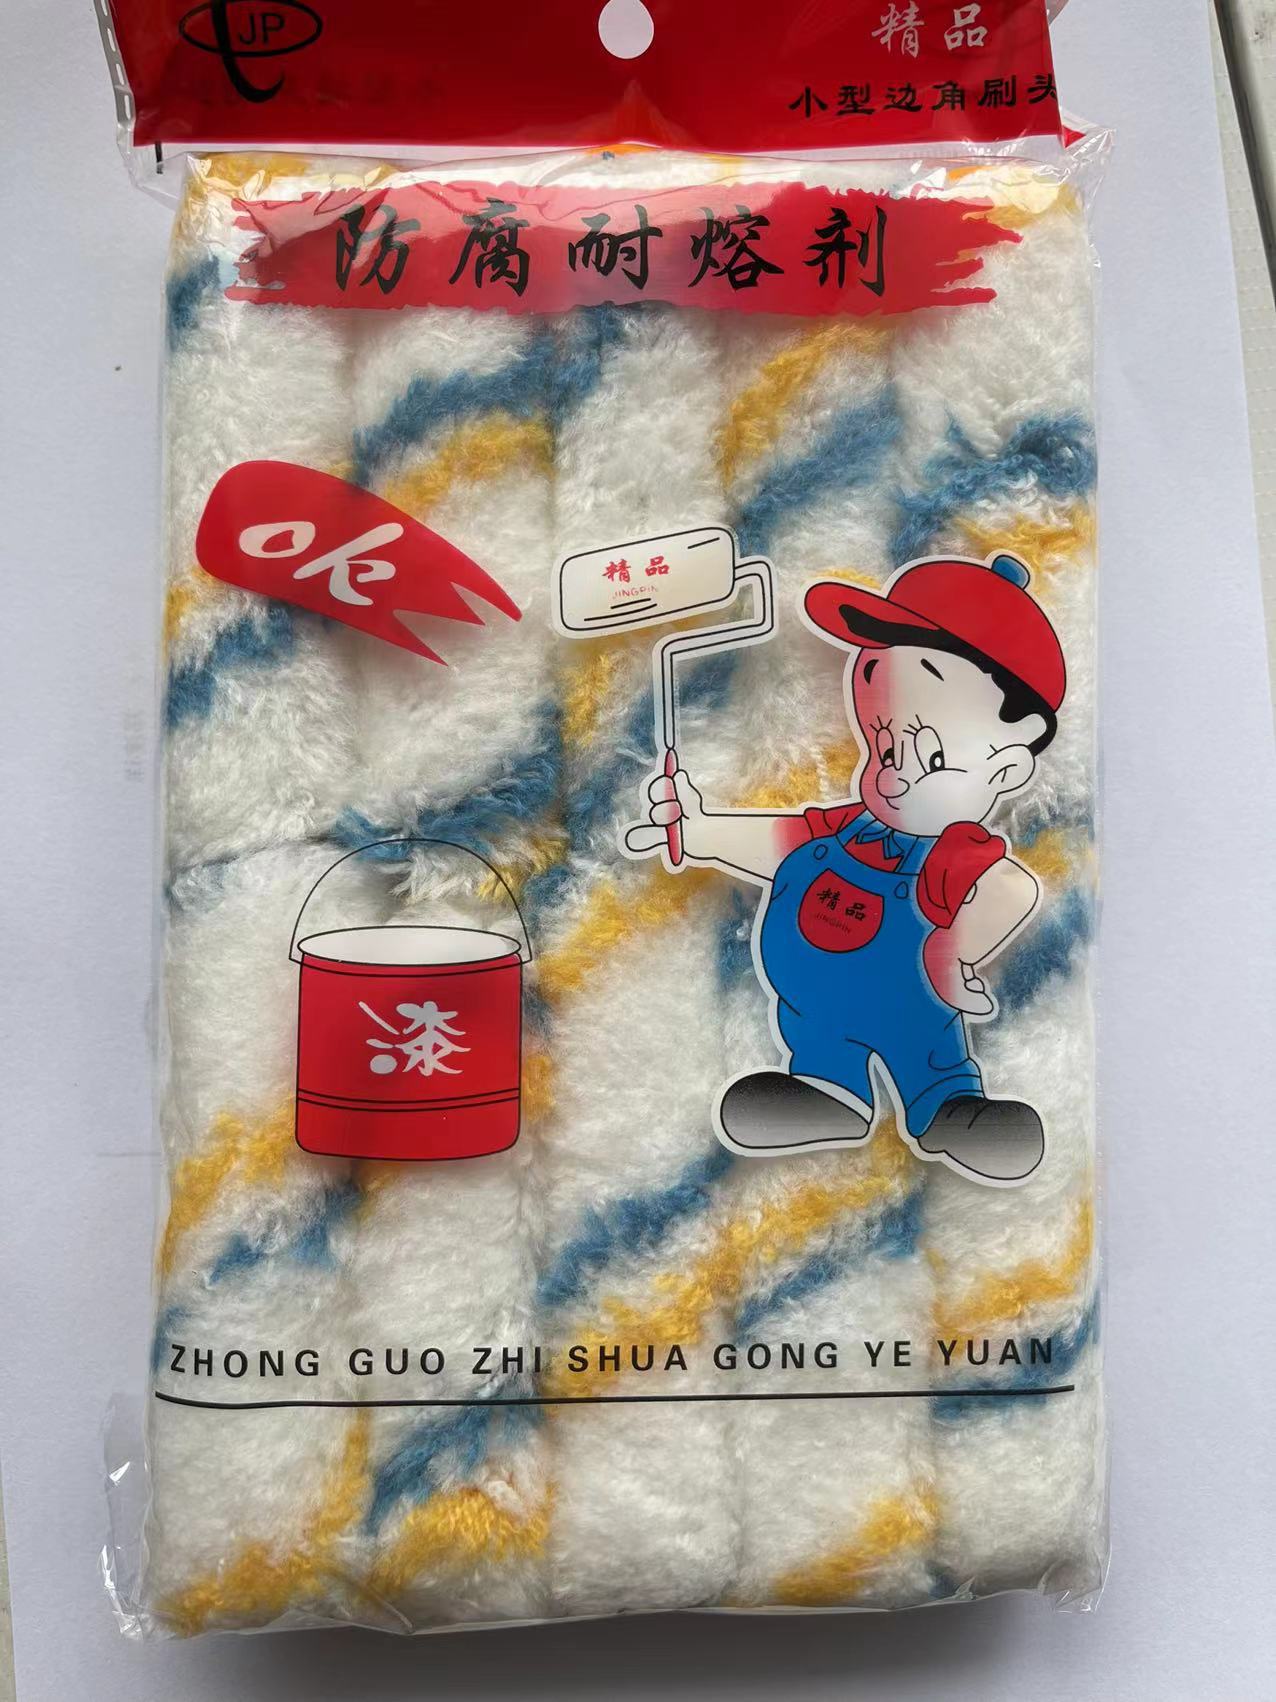 JP
精品
小型边角刷头
防腐耐熔剂
精品
JINGPIN
精品
JINGPIN
漆
ZHONG GUO ZHI SHUA GONG YE YUAN